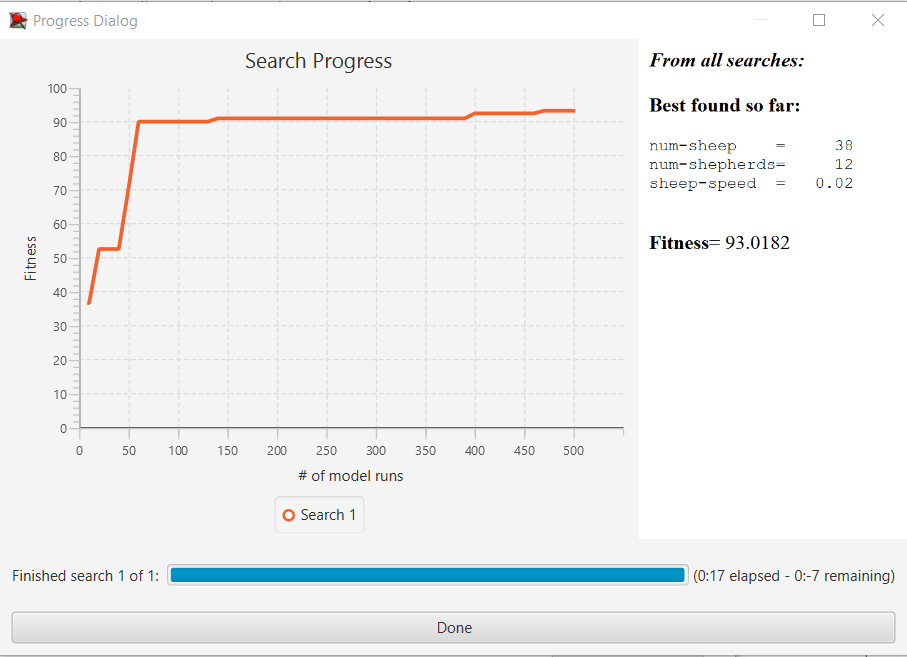 Progress Dialog
Search Progress
100
90
80
70
60
50
40
30
20
10
0
Fitness
0 50 100 150 200 250 300 350 400 450 500
# of model runs
Search 1
From all searches:
Best found so far:
num-sheep    =     38
num-shepherds=     12
sheep-speed  =   0.02
Fitness= 93.0182
Finished search 1 of 1: (0:17 elapsed - 0:-7 remaining)
Done